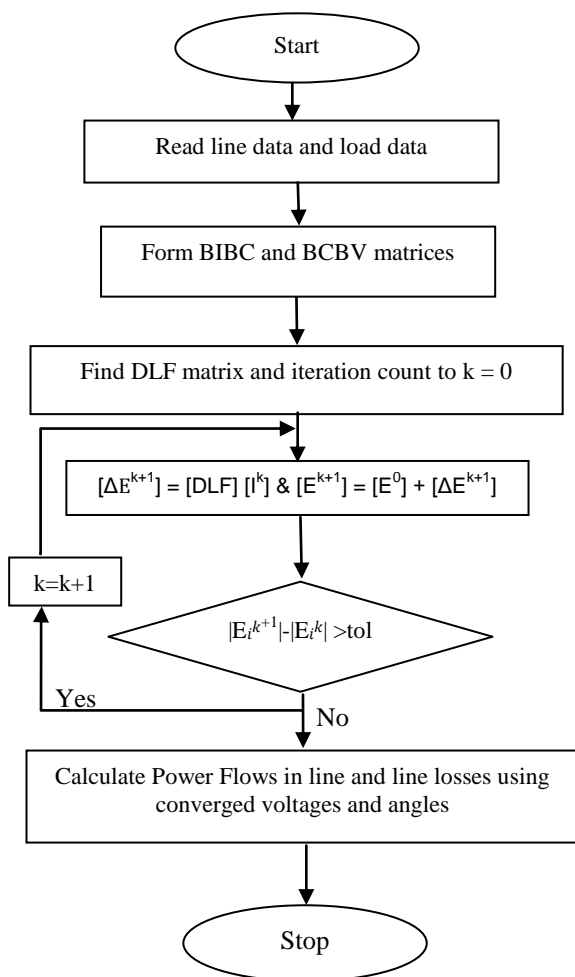 Start
Read line data and load data
Form BIBC and BCBV matrices
Find DLF matrix and iteration count to k = 0
[ΔE^{k+1}] = [DLF] [I^k] & [E^{k+1}] = [E^0] + [ΔE^{k+1}]
k=k+1
|E_i^{k+1}|-|E_i^k| >tol
Yes
No
Calculate Power Flows in line and line losses using
converged voltages and angles
Stop